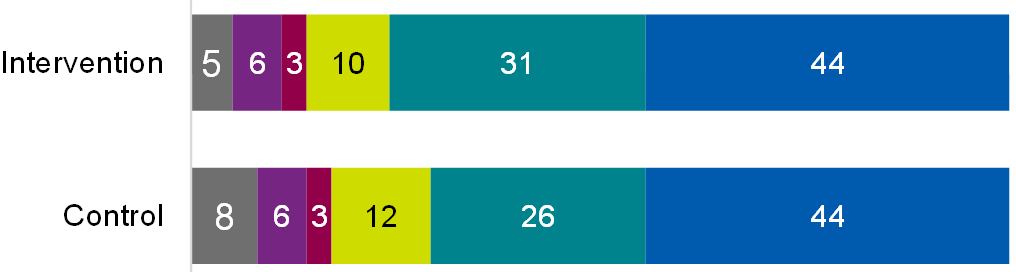 Intervention 5 6 3 10 31 44
Control 8 6 3 12 26 44